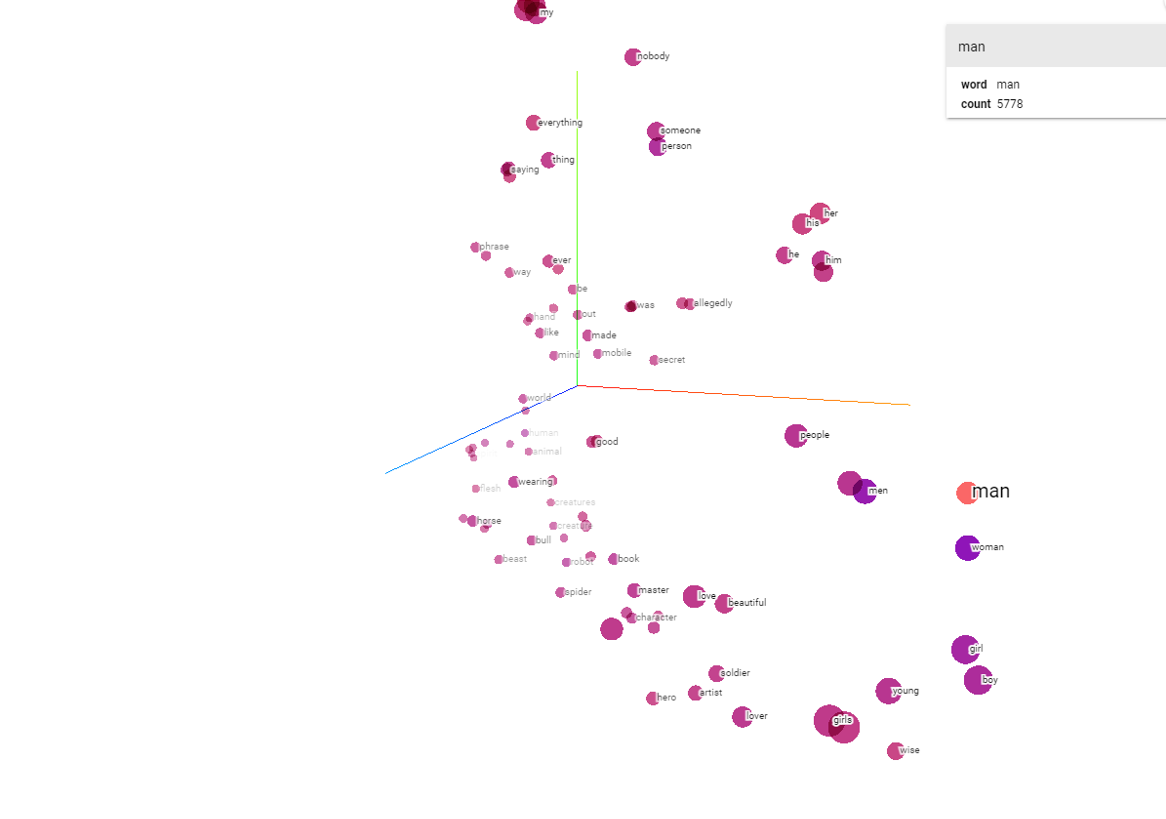 my
nobody
man
word man
count 5778
everything
someone
person
thing
saying
her
his
phrase
he
him
ever
way
be
was
allegedly
hand
out
like
made
mind
mobile
secret
world
human
people
good
animal
wearing
flesh
men
man
creatures
horse
creature
bull
woman
beast
robot
book
spider
master
love
beautiful
character
girl
soldier
boy
hero
artist
young
lover
girls
wise